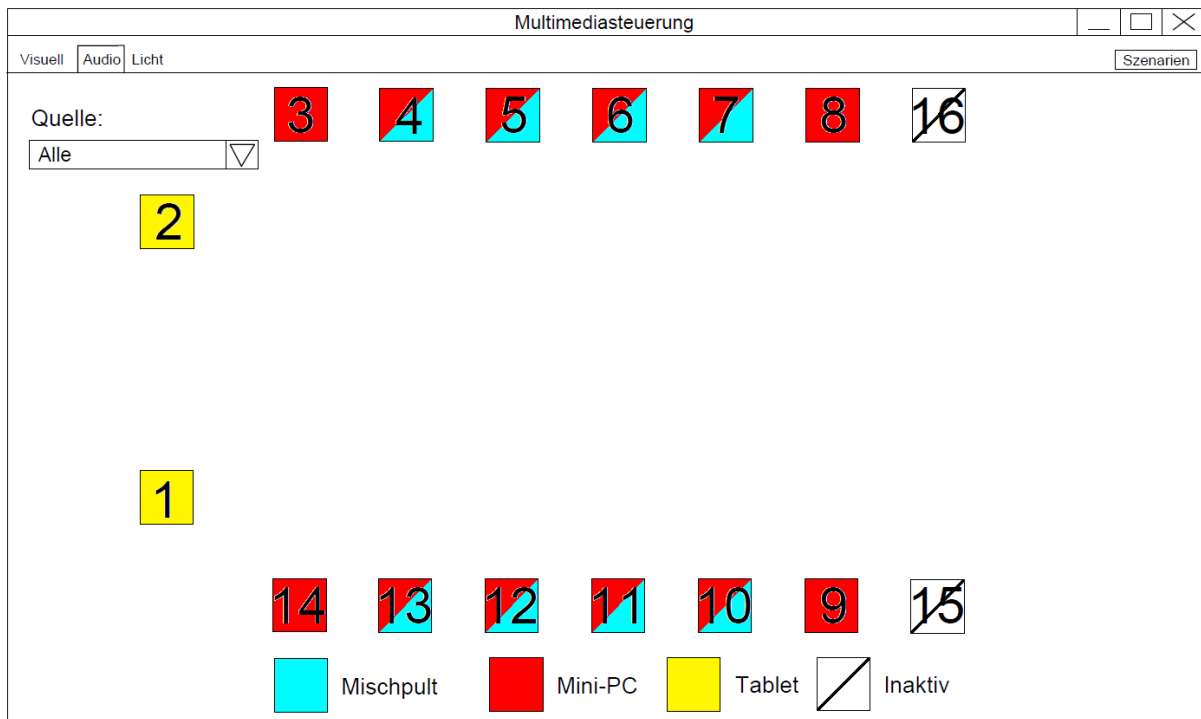 Multimediasteuerung
Visuell Audio Licht Szenarien
Quelle:
Alle
3 4 5 6 7 8 16
2
1
14 13 12 11 10 9 15
Mischpult Mini-PC Tablet Inaktiv